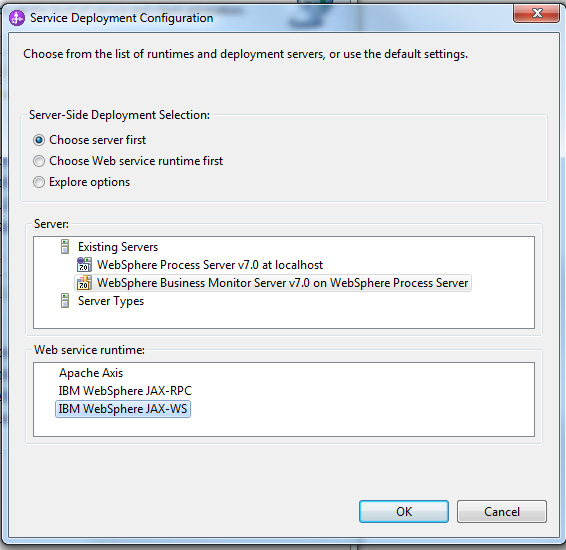 Service Deployment Configuration
Choose from the list of runtimes and deployment servers, or use the default settings.
Server-Side Deployment Selection:
Choose server first
Choose Web service runtime first
Explore options
Server:
Existing Servers
WebSphere Process Server v7.0 at localhost
WebSphere Business Monitor Server v7.0 on WebSphere Process Server
Server Types
Web service runtime:
Apache Axis
IBM WebSphere JAX-RPC
IBM WebSphere JAX-WS
OK
Cancel